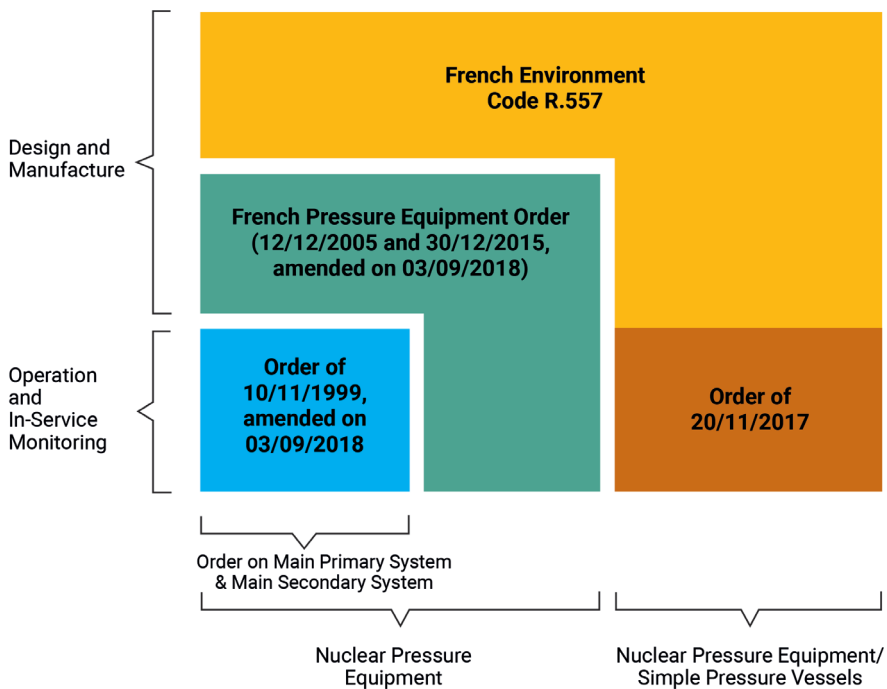 French Environment
Code R.557
Design and
Manufacture
French Pressure Equipment Order
(12/12/2005 and 30/12/2015,
amended on 03/09/2018)
Operation
and
In-Service
Monitoring
Order of
10/11/1999,
amended on
03/09/2018
Order of
20/11/2017
Order on Main Primary System
& Main Secondary System
Nuclear Pressure
Equipment
Nuclear Pressure Equipment/
Simple Pressure Vessels